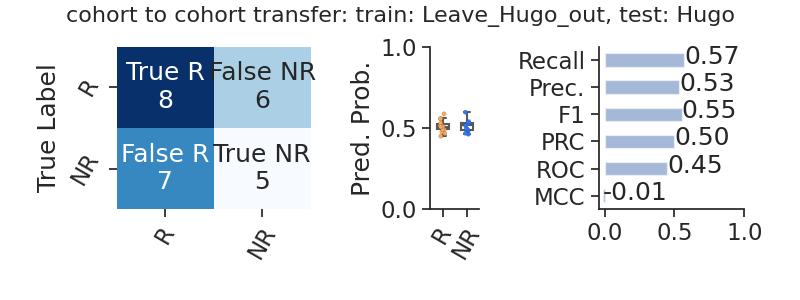 cohort to cohort transfer: train: Leave_Hugo_out, test: Hugo
True Label
R
NR
True R
8
False NR
6
False R
7
True NR
5
R
NR
Pred. Prob.
1.0
0.5
0.0
R
NR
Recall
0.57
Prec.
0.53
F1
0.55
PRC
0.50
ROC
0.45
MCC
-0.01
0.0
0.5
1.0